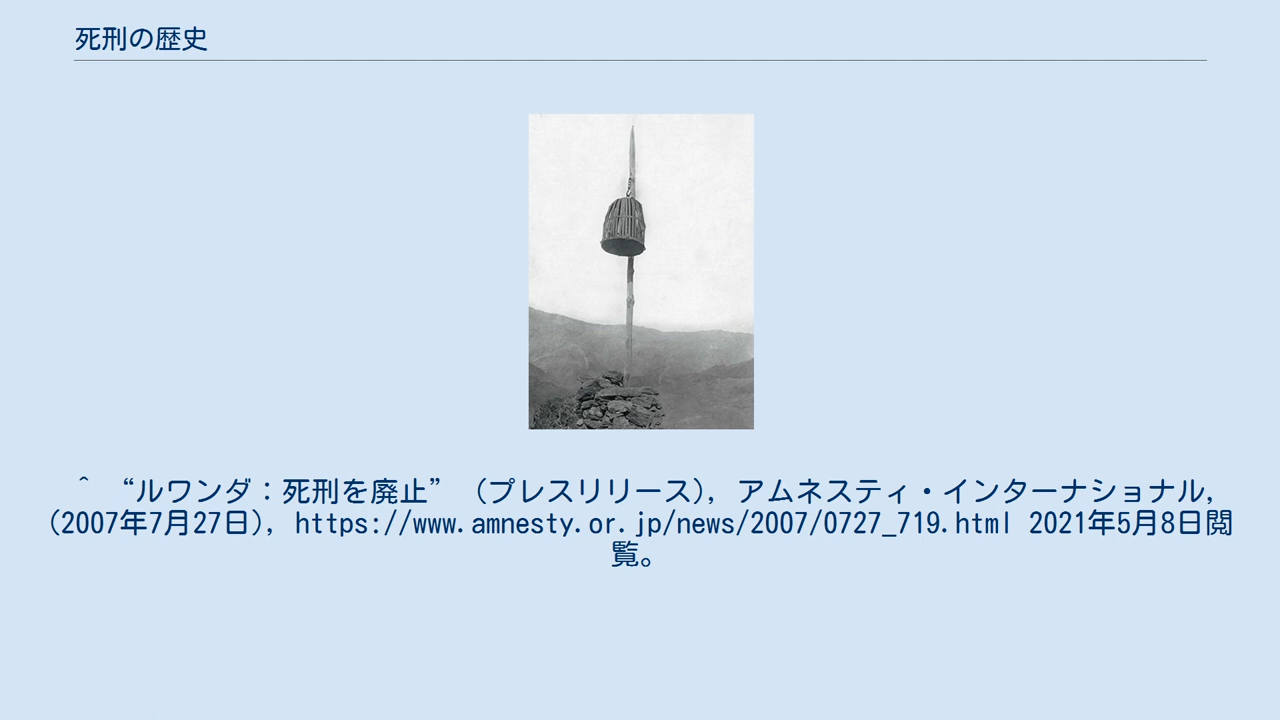 死刑の歴史
^ “ルワンダ：死刑を廃止” (プレスリリース), アムネスティ・インターナショナル,
(2007年7月27日), https://www.amnesty.or.jp/news/2007/0727_719.html 2021年5月8日閲
覧。